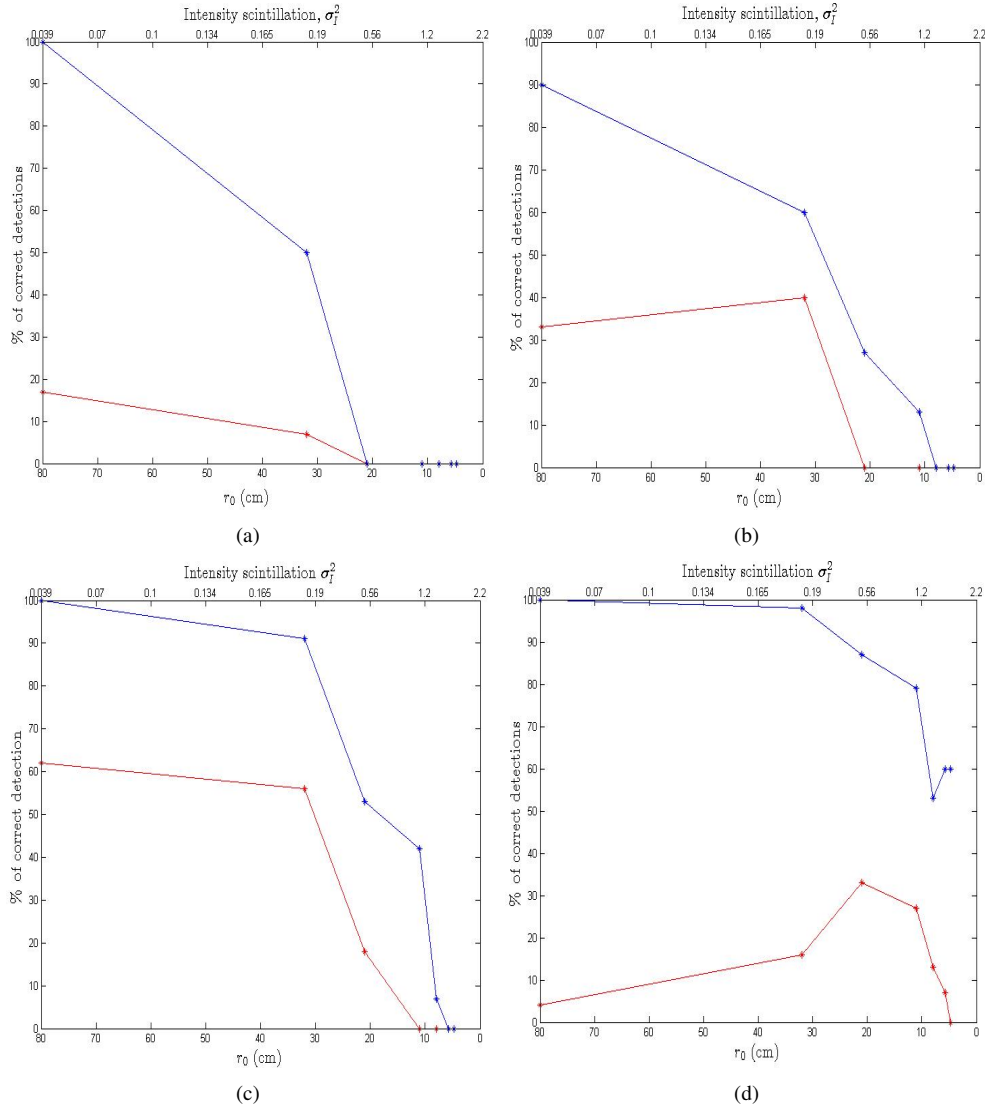 Intensity scintillation, σ_I^2
0.039 0.07 0.1 0.134 0.165 0.19 0.56 1.2 2.2
% of correct detections
100
90
80
70
60
50
40
30
20
10
0
80 70 60 50 40 30 20 10 0
r_0 (cm)
(a)
Intensity scintillation, σ_I^2
0.039 0.07 0.1 0.134 0.165 0.19 0.56 1.2 2.2
% of correct detections
100
90
80
70
60
50
40
30
20
10
0
80 70 60 50 40 30 20 10 0
r_0 (cm)
(b)
Intensity scintillation σ_I^2
0.039 0.07 0.1 0.134 0.165 0.19 0.56 1.2 2.2
% of correct detection
100
90
80
70
60
50
40
30
20
10
0
80 70 60 50 40 30 20 10 0
r_0 (cm)
(c)
Intensity scintillation σ_I^2
0.039 0.07 0.1 0.134 0.165 0.19 0.56 1.2 2.2
% of correct detections
100
90
80
70
60
50
40
30
20
10
0
80 70 60 50 40 30 20 10 0
r_0 (cm)
(d)